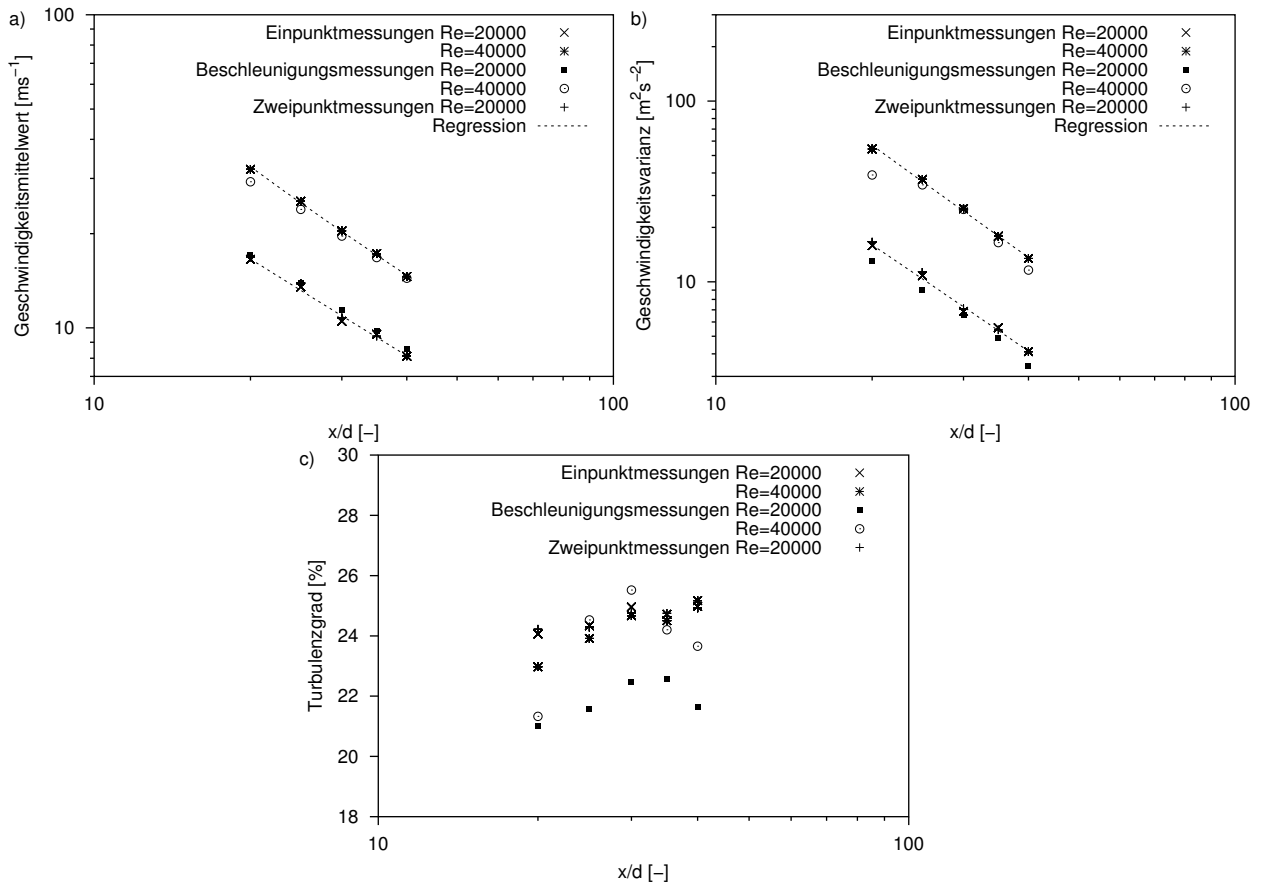 a)
100
10
Geschwindigkeitsmittelwert [ms−1]
Einpunktmessungen Re=20000
Re=40000
Beschleunigungsmessungen Re=20000
Re=40000
Zweipunktmessungen Re=20000
Regression
10
100
x/d [−]
b)
100
10
Geschwindigkeitsvarianz [m2s−2]
Einpunktmessungen Re=20000
Re=40000
Beschleunigungsmessungen Re=20000
Re=40000
Zweipunktmessungen Re=20000
Regression
10
100
x/d [−]
c)
30
28
26
24
22
20
18
Turbulenzgrad [%]
Einpunktmessungen Re=20000
Re=40000
Beschleunigungsmessungen Re=20000
Re=40000
Zweipunktmessungen Re=20000
10
100
x/d [−]